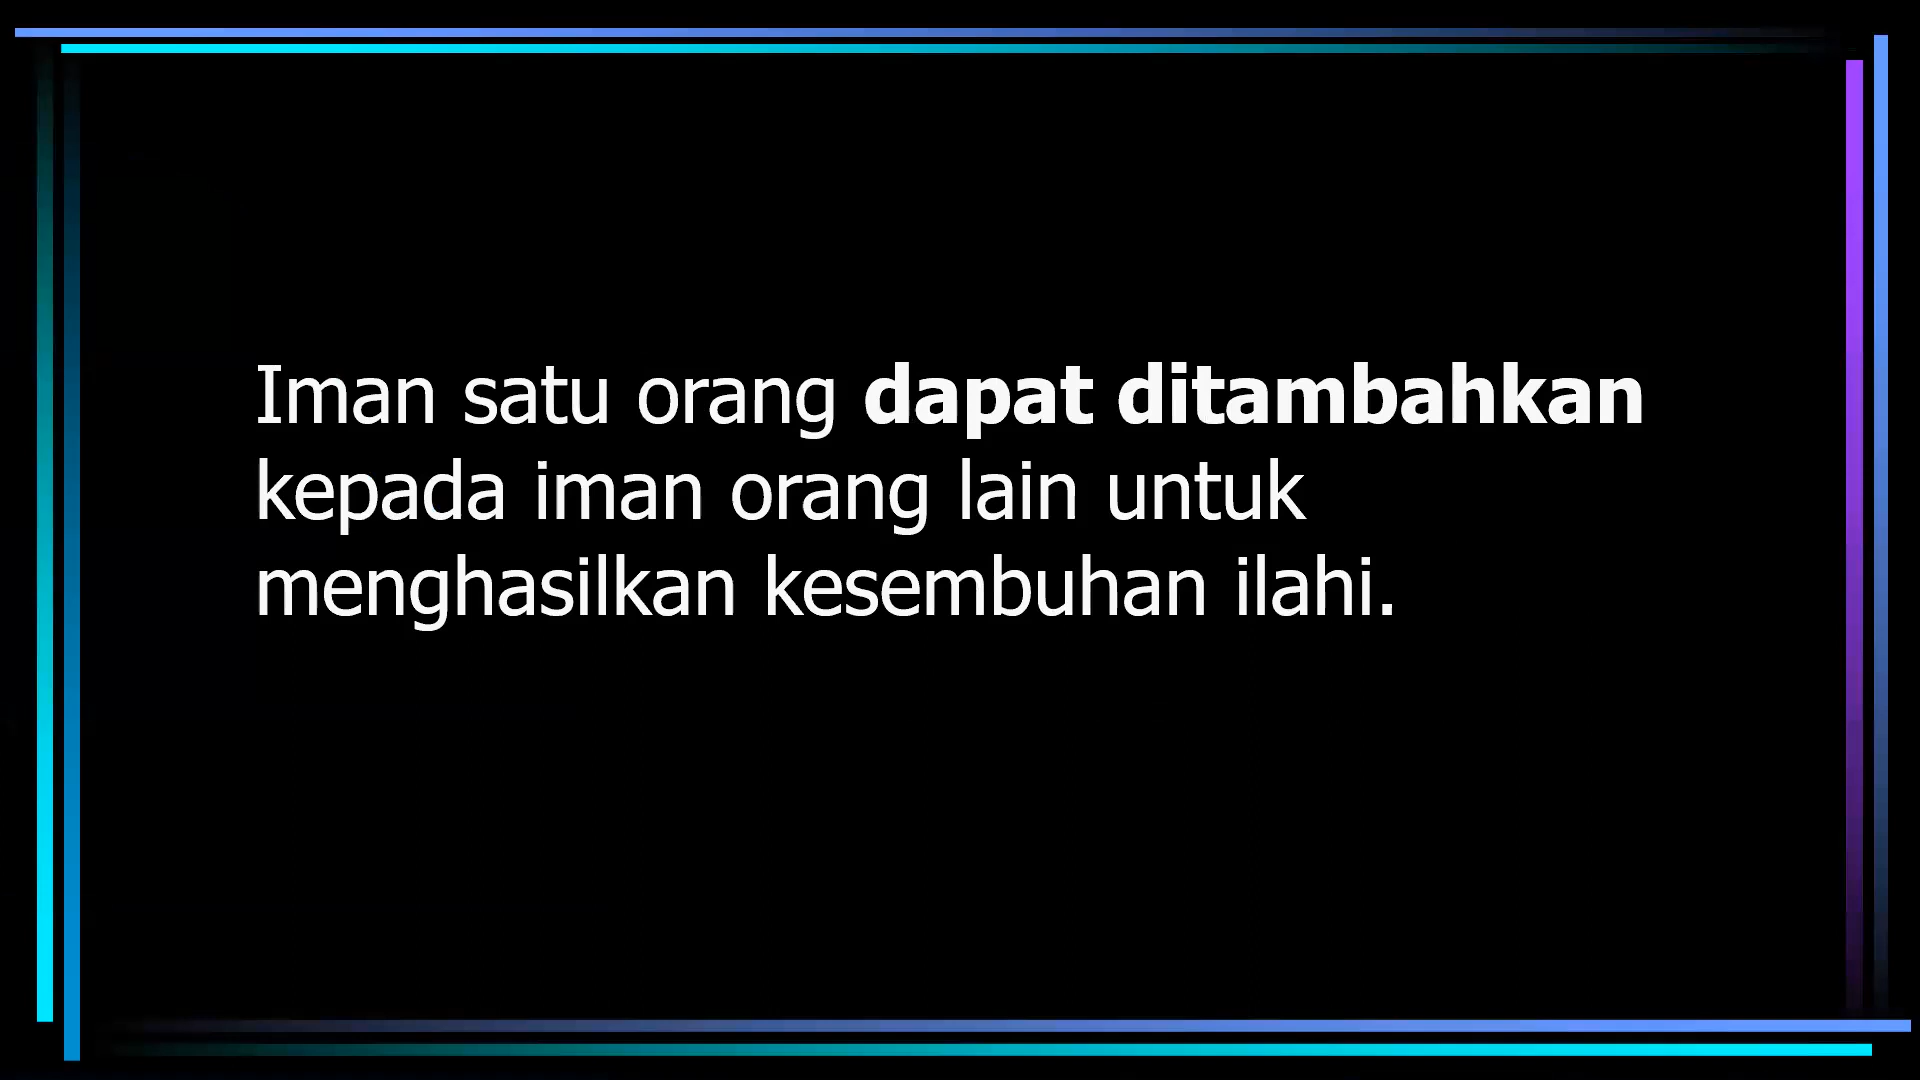 Iman satu orang dapat ditambahkan
kepada iman orang lain untuk
menghasilkan kesembuhan ilahi.